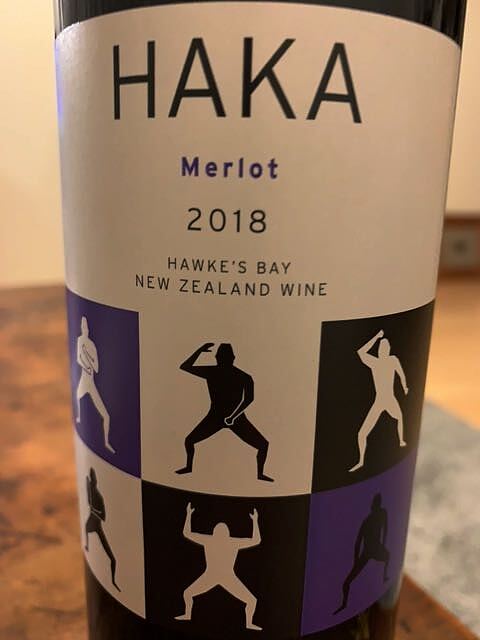 HAKA
Merlot
2018
HAWKE'S BAY
NEW ZEALAND WINE